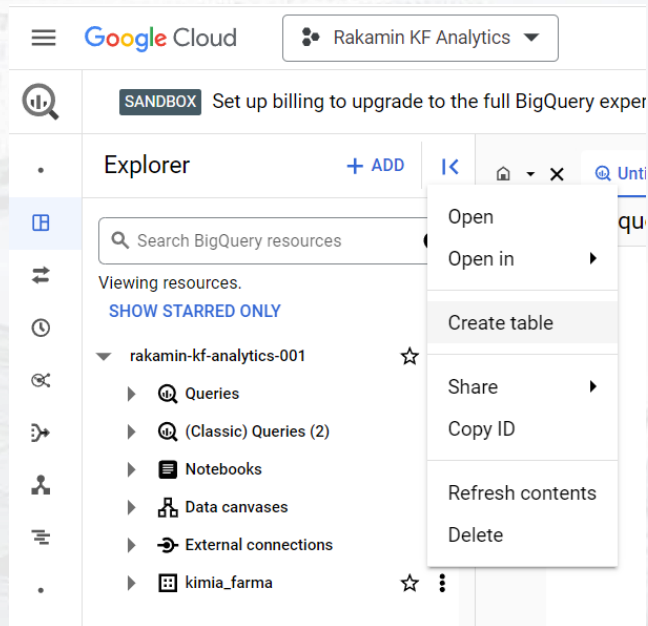 Google Cloud
Rakamin KF Analytics
SANDBOX Set up billing to upgrade to the full BigQuery exper
Explorer
+ ADD
Unti
Search BigQuery resources
qu
Viewing resources.
SHOW STARRED ONLY
rakamin-kf-analytics-001
Queries
(Classic) Queries (2)
Notebooks
Data canvases
External connections
kimia_farma
Open
Open in
Create table
Share
Copy ID
Refresh contents
Delete